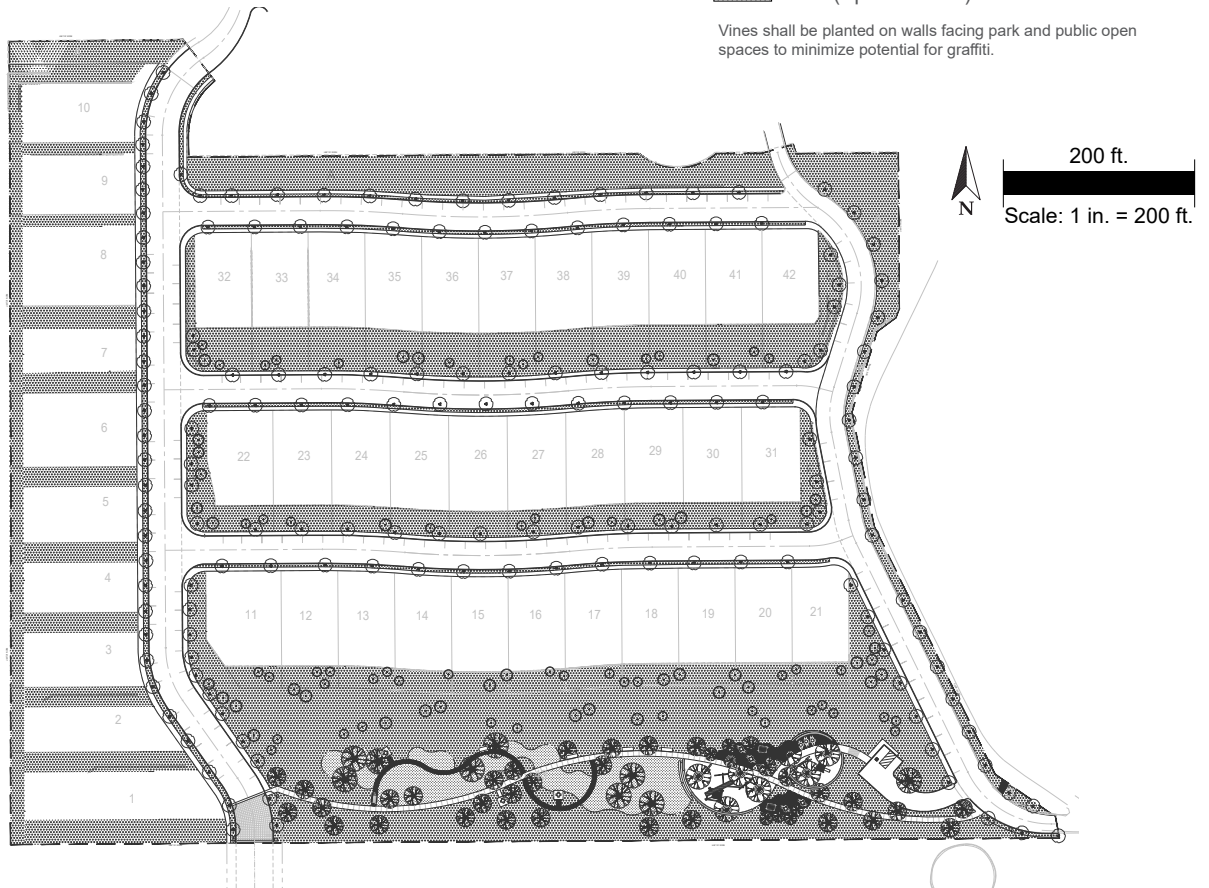 Vines shall be planted on walls facing park and public open
spaces to minimize potential for graffiti.
200 ft.
N
Scale: 1 in. = 200 ft.
10
9
8
7
6
5
4
3
2
1
32 33 34 35 36 37 38 39 40 41 42
22 23 24 25 26 27 28 29 30 31
11 12 13 14 15 16 17 18 19 20 21